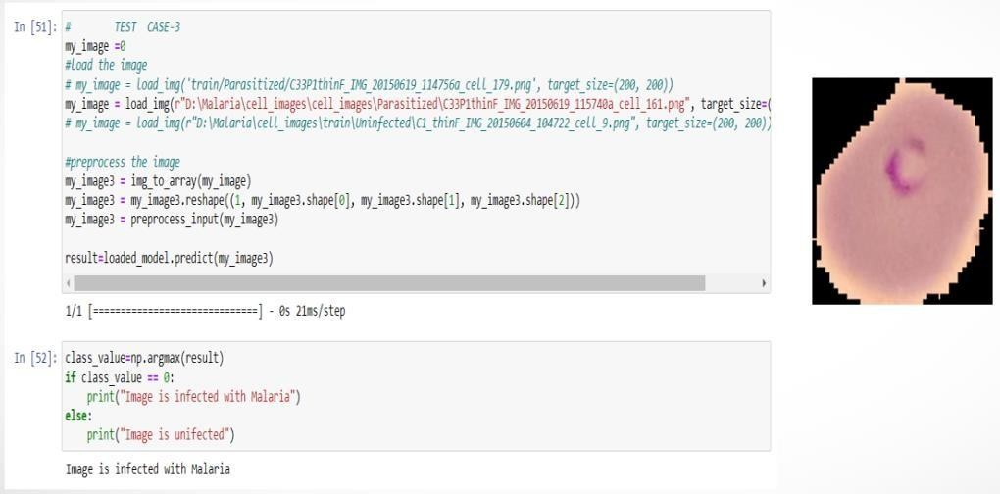 In [51]: #       TEST  CASE-3
my_image =0
#load the image
# my_image = load_img('train/Parasitized/C33P1thinF_IMG_20150619_114756a_cell_179.png', target_size=(200, 200))
my_image = load_img(r"D:\Malaria\cell_images\cell_images\Parasitized\C33P1thinF_IMG_20150619_115740a_cell_161.png", target_size=(
# my_image = load_img(r"D:\Malaria\cell_images\train\Uninfected\C1_thinF_IMG_20150604_104722_cell_9.png", target_size=(200, 200))
#preprocess the image
my_image3 = img_to_array(my_image)
my_image3 = my_image3.reshape((1, my_image3.shape[0], my_image3.shape[1], my_image3.shape[2]))
my_image3 = preprocess_input(my_image3)
result=loaded_model.predict(my_image3)
1/1 [==============================] - 0s 21ms/step
In [52]: class_value=np.argmax(result)
if class_value == 0:
    print("Image is infected with Malaria")
else:
    print("Image is unifected")
Image is infected with Malaria